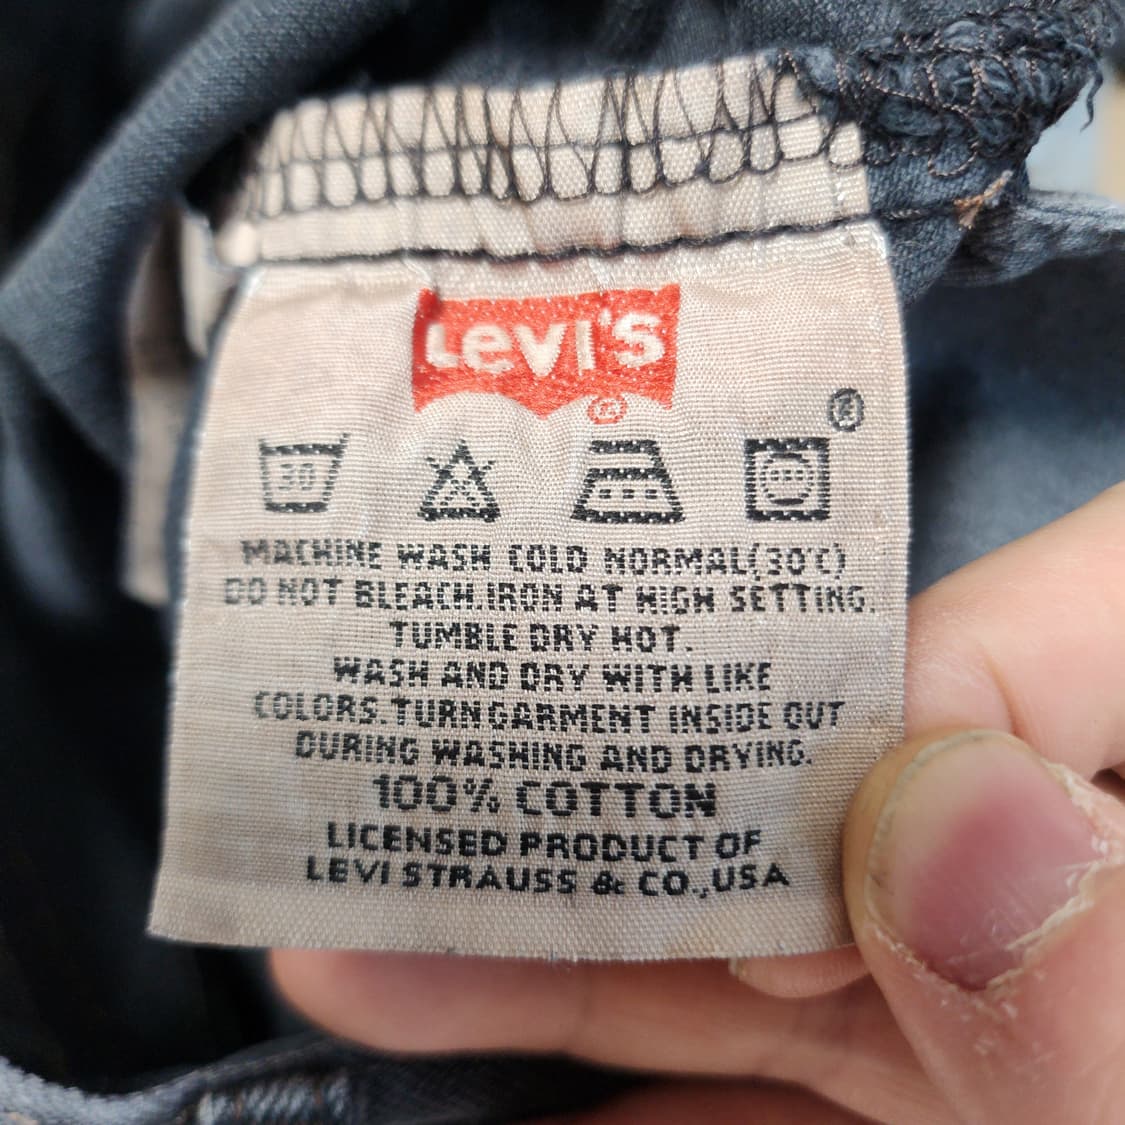 LEVI'S
®
®
30
MACHINE WASH COLD NORMAL(30°C)
DO NOT BLEACH.IRON AT HIGH SETTING.
TUMBLE DRY HOT.
WASH AND DRY WITH LIKE
COLORS.TURN GARMENT INSIDE OUT
DURING WASHING AND DRYING.
100% COTTON
LICENSED PRODUCT OF
LEVI STRAUSS & CO.,USA